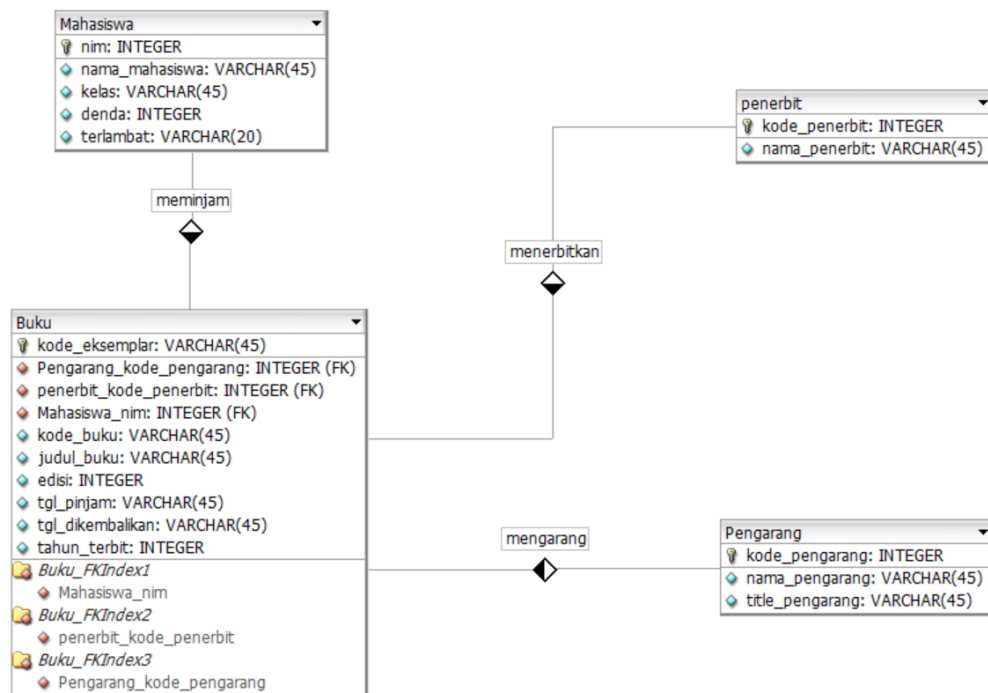 Mahasiswa
nim: INTEGER
nama_mahasiswa: VARCHAR(45)
kelas: VARCHAR(45)
denda: INTEGER
terlambat: VARCHAR(20)
meminjam
penerbit
kode_penerbit: INTEGER
nama_penerbit: VARCHAR(45)
menerbitkan
Buku
kode_eksemplar: VARCHAR(45)
Pengarang_kode_pengarang: INTEGER (FK)
penerbit_kode_penerbit: INTEGER (FK)
Mahasiswa_nim: INTEGER (FK)
kode_buku: VARCHAR(45)
judul_buku: VARCHAR(45)
edisi: INTEGER
tgl_pinjam: VARCHAR(45)
tgl_dikembalikan: VARCHAR(45)
tahun_terbit: INTEGER
Buku_FKIndex1
Mahasiswa_nim
Buku_FKIndex2
penerbit_kode_penerbit
Buku_FKIndex3
Pengarang_kode_pengarang
mengarang
Pengarang
kode_pengarang: INTEGER
nama_pengarang: VARCHAR(45)
title_pengarang: VARCHAR(45)